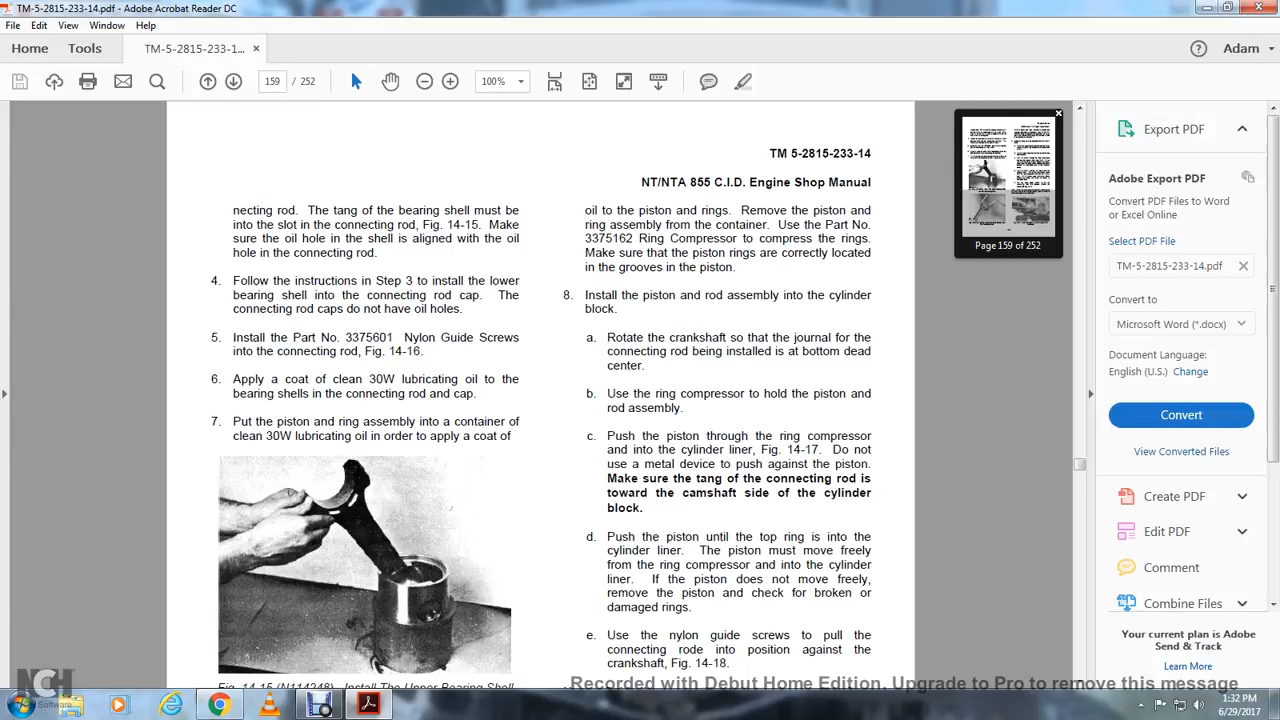 TM-5-2815-233-14.pdf - Adobe Acrobat Reader DC
File Edit View Window Help
Home Tools TM-5-2815-233-1... × Adam
159 / 252 100%
TM 5-2815-233-14
NT/NTA 855 C.I.D. Engine Shop Manual
necting rod. The tang of the bearing shell must be
into the slot in the connecting rod, Fig. 14-15. Make
sure the oil hole in the shell is aligned with the oil
hole in the connecting rod.
4. Follow the instructions in Step 3 to install the lower
bearing shell into the connecting rod cap. The
connecting rod caps do not have oil holes.
5. Install the Part No. 3375601 Nylon Guide Screws
into the connecting rod, Fig. 14-16.
6. Apply a coat of clean 30W lubricating oil to the
bearing shells in the connecting rod and cap.
7. Put the piston and ring assembly into a container of
clean 30W lubricating oil in order to apply a coat of
Fig. 14-15 (N114248). Install The Upper Bearing Shell
oil to the piston and rings. Remove the piston and
ring assembly from the container. Use the Part No.
3375162 Ring Compressor to compress the rings.
Make sure that the piston rings are correctly located
in the grooves in the piston.
8. Install the piston and rod assembly into the cylinder
block.
a. Rotate the crankshaft so that the journal for the
connecting rod being installed is at bottom dead
center.
b. Use the ring compressor to hold the piston and
rod assembly.
c. Push the piston through the ring compressor
and into the cylinder liner, Fig. 14-17. Do not
use a metal device to push against the piston.
Make sure the tang of the connecting rod is
toward the camshaft side of the cylinder
block.
d. Push the piston until the top ring is into the
cylinder liner. The piston must move freely
from the ring compressor and into the cylinder
liner. If the piston does not move freely,
remove the piston and check for broken or
damaged rings.
e. Use the nylon guide screws to pull the
connecting rode into position against the
crankshaft, Fig. 14-18.
Page 159 of 252
Export PDF
Adobe Export PDF
Convert PDF Files to Word
or Excel Online
Select PDF File
TM-5-2815-233-14.pdf
Convert to
Microsoft Word (*.docx)
Document Language:
English (U.S.) Change
Convert
View Converted Files
Create PDF
Edit PDF
Comment
Combine Files
Your current plan is Adobe
Send & Track
Learn More
Recorded with Debut Home Edition. Upgrade to Pro to remove this message
NCH
Software
1:32 PM
6/29/2017